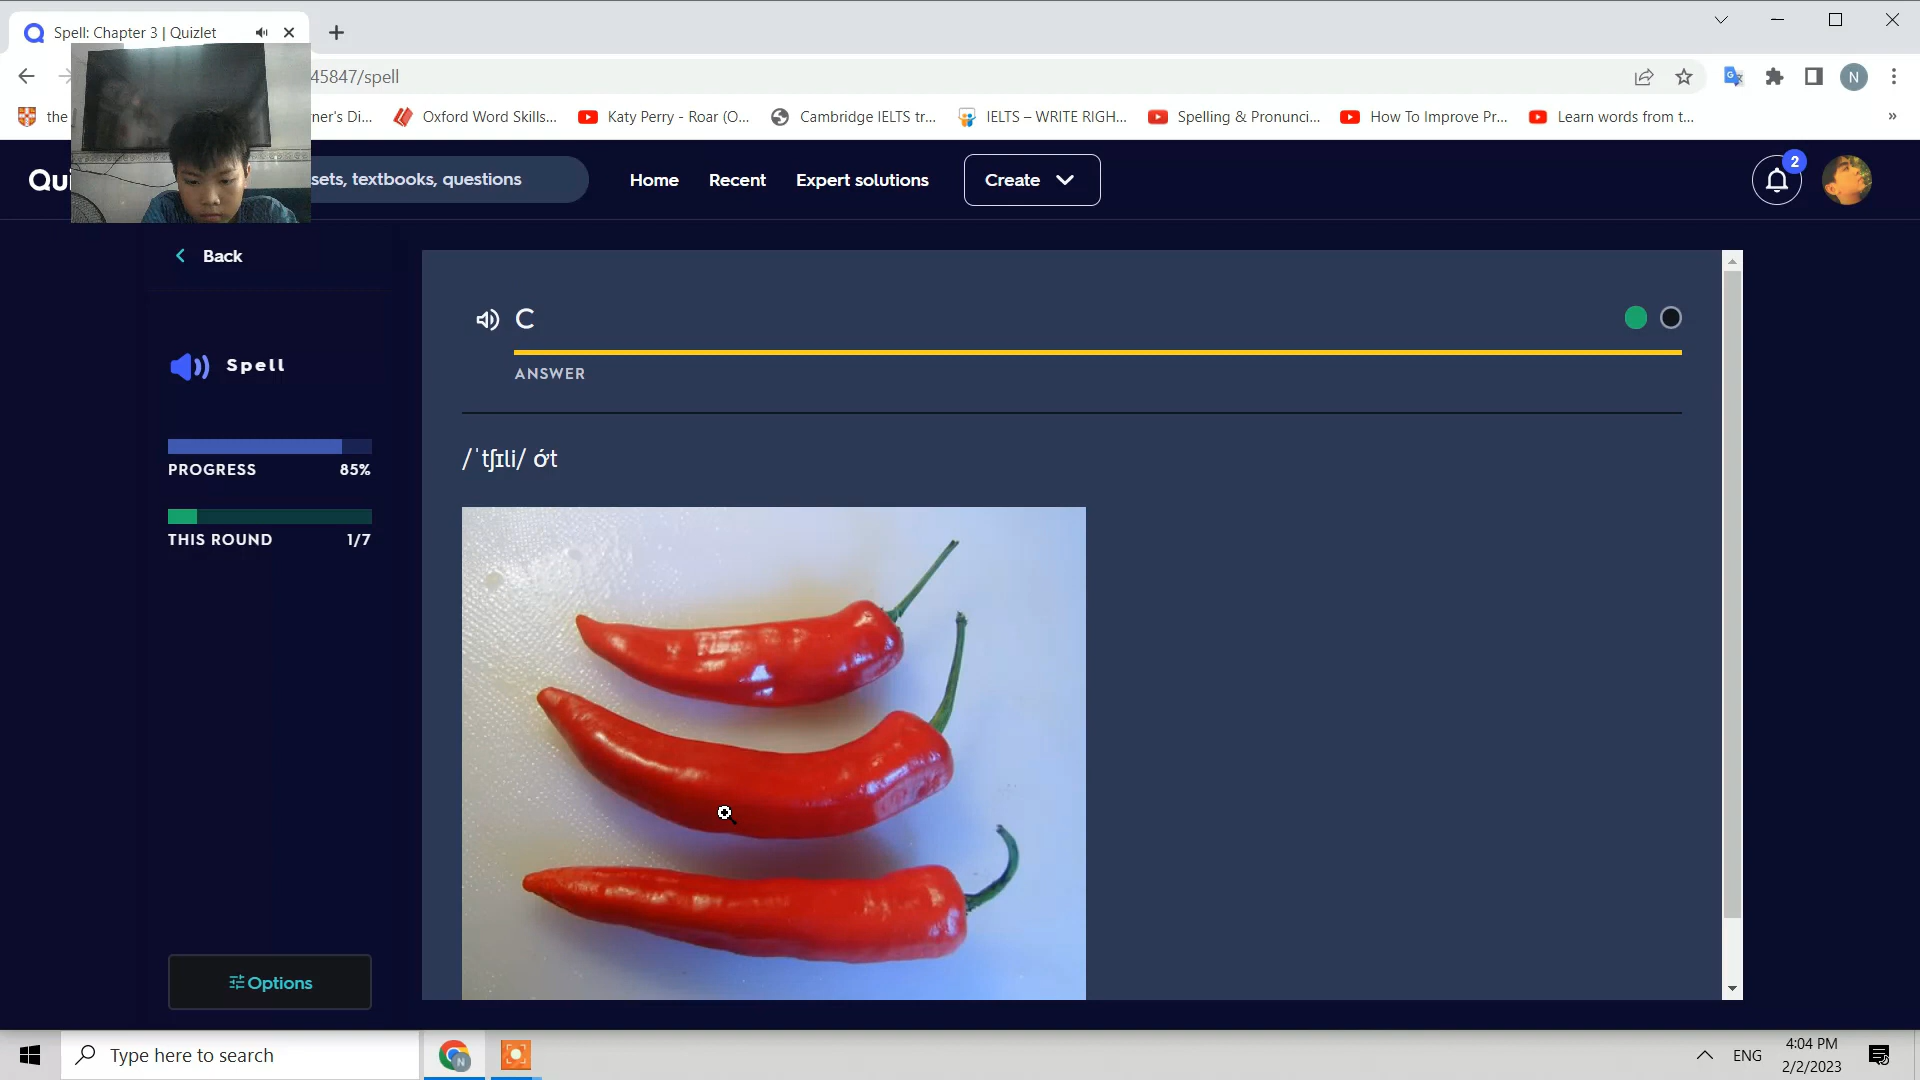 Spell: Chapter 3 | Quizlet
45847/spell
the
ner's Di...
Oxford Word Skills...
Katy Perry - Roar (O...
Cambridge IELTS tr...
IELTS – WRITE RIGH...
Spelling & Pronunci...
How To Improve Pr...
Learn words from t...
»
N
Qui
sets, textbooks, questions
Home
Recent
Expert solutions
Create
2
Back
C
ANSWER
Spell
PROGRESS 85%
THIS ROUND 1/7
/ˈtʃɪli/ ớt
Options
Type here to search
N
ENG
4:04 PM
2/2/2023